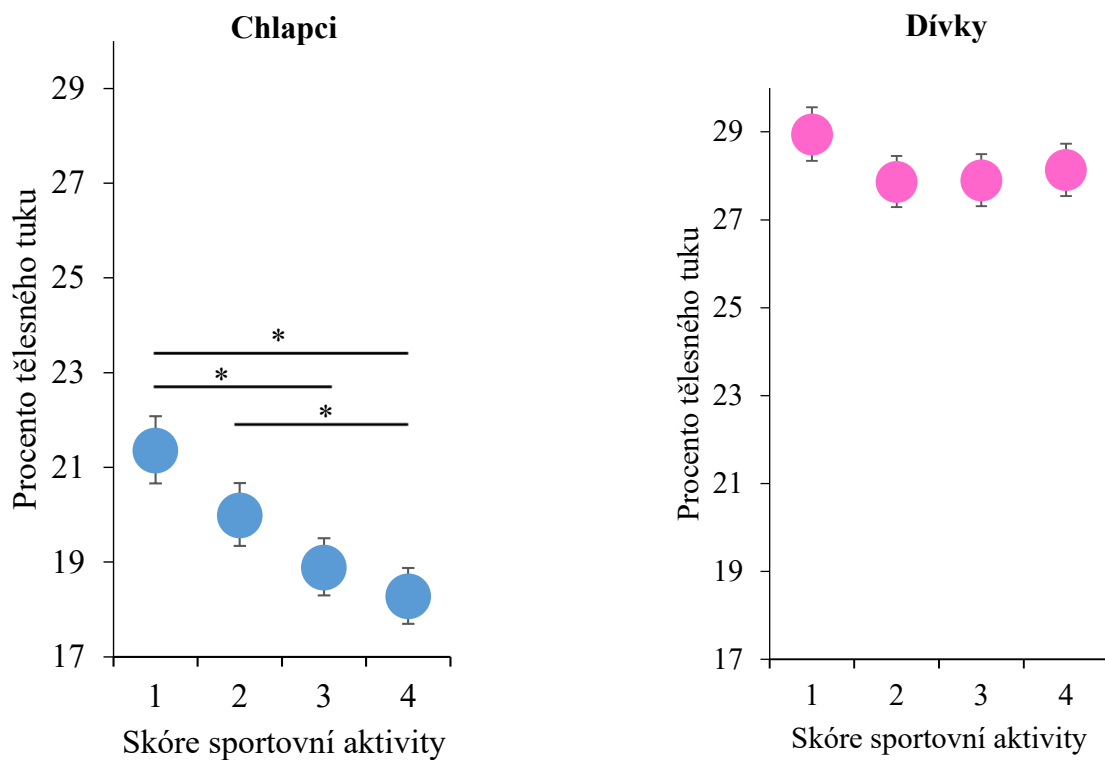 Chlapci
Procento tělesného tuku
29
27
25
23
21
19
17
*
*
*
1 2 3 4
Skóre sportovní aktivity
Dívky
Procento tělesného tuku
29
27
25
23
21
19
17
1 2 3 4
Skóre sportovní aktivity